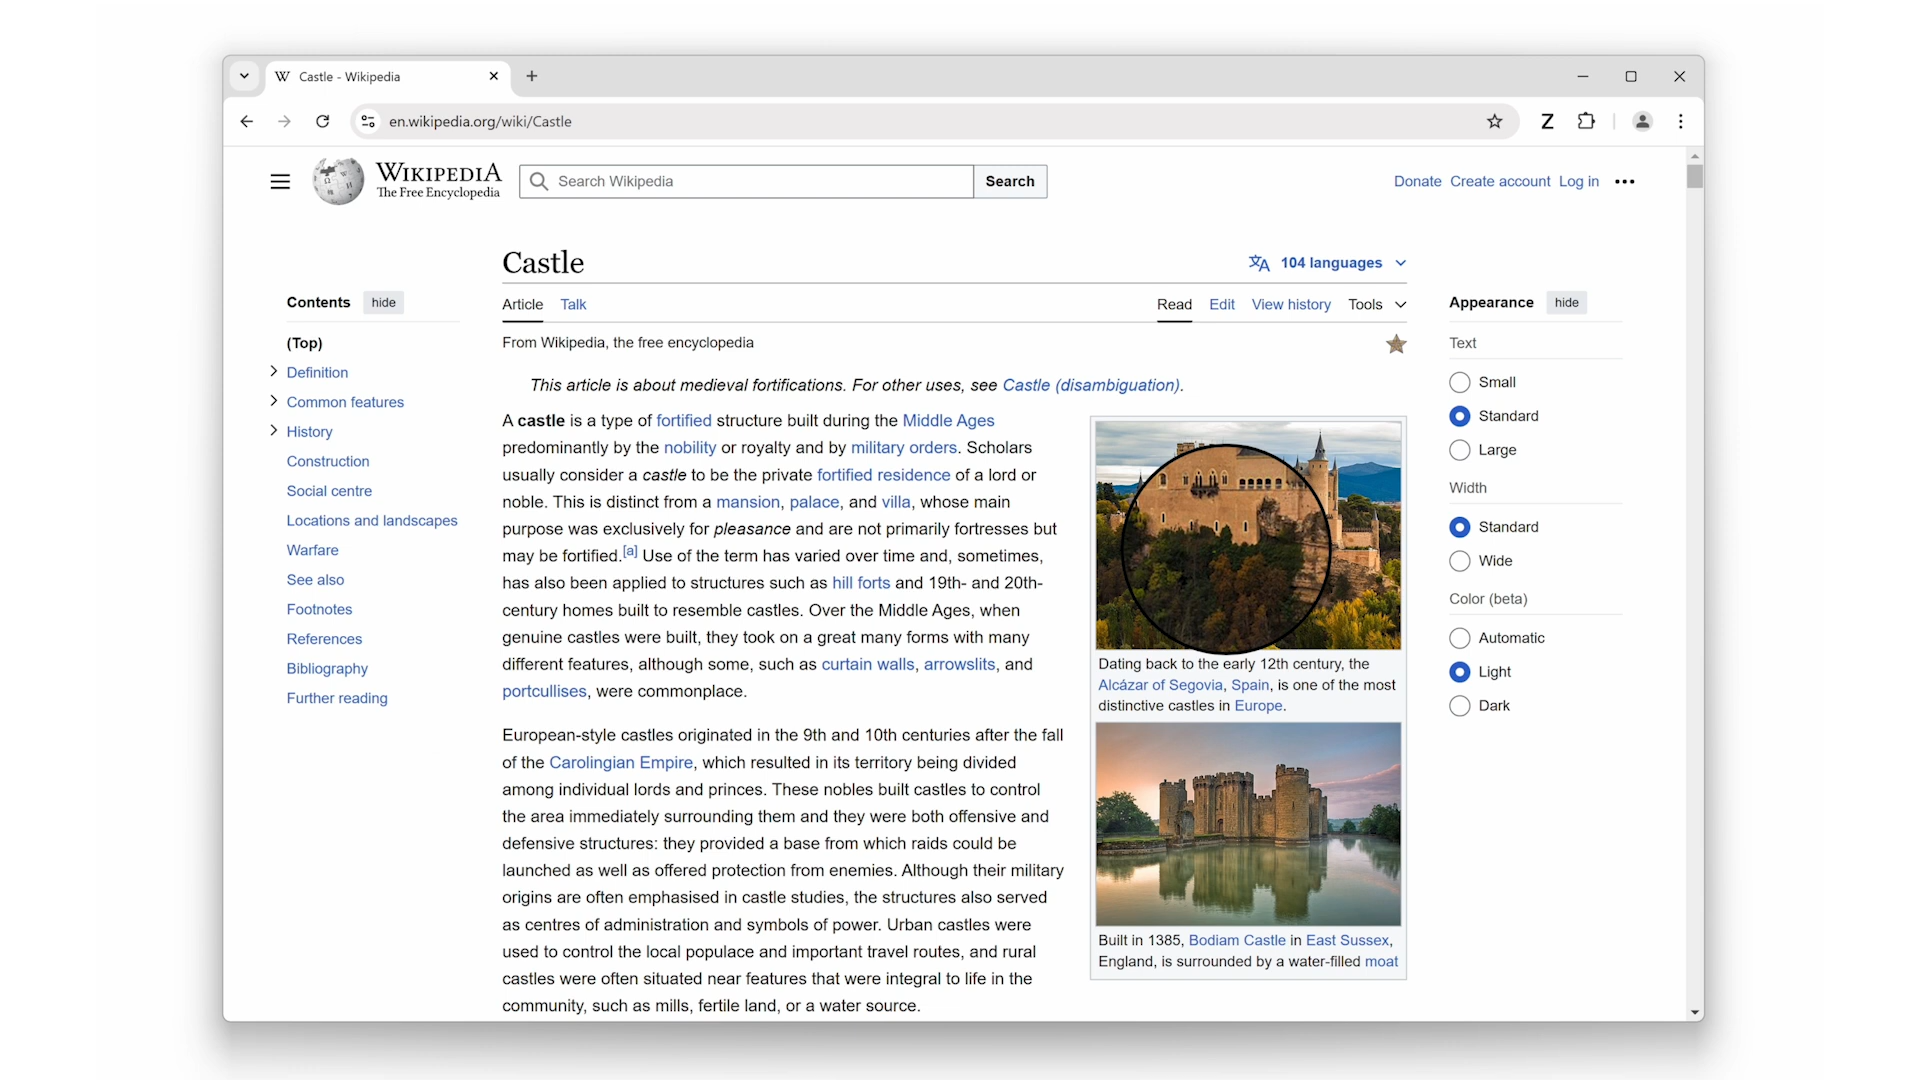 Castle - Wikipedia
en.wikipedia.org/wiki/Castle
Z
WIKIPEDIA
The Free Encyclopedia
Search Wikipedia
Search
Donate Create account Log in
Castle
104 languages
Contents hide
Article Talk
Read Edit View history Tools
Appearance hide
(Top)
Definition
Common features
History
Construction
Social centre
Locations and landscapes
Warfare
See also
Footnotes
References
Bibliography
Further reading
From Wikipedia, the free encyclopedia
This article is about medieval fortifications. For other uses, see Castle (disambiguation).
A castle is a type of fortified structure built during the Middle Ages
predominantly by the nobility or royalty and by military orders. Scholars
usually consider a castle to be the private fortified residence of a lord or
noble. This is distinct from a mansion, palace, and villa, whose main
purpose was exclusively for pleasance and are not primarily fortresses but
may be fortified.[a] Use of the term has varied over time and, sometimes,
has also been applied to structures such as hill forts and 19th- and 20th-
century homes built to resemble castles. Over the Middle Ages, when
genuine castles were built, they took on a great many forms with many
different features, although some, such as curtain walls, arrowslits, and
portcullises, were commonplace.
European-style castles originated in the 9th and 10th centuries after the fall
of the Carolingian Empire, which resulted in its territory being divided
among individual lords and princes. These nobles built castles to control
the area immediately surrounding them and they were both offensive and
defensive structures: they provided a base from which raids could be
launched as well as offered protection from enemies. Although their military
origins are often emphasised in castle studies, the structures also served
as centres of administration and symbols of power. Urban castles were
used to control the local populace and important travel routes, and rural
castles were often situated near features that were integral to life in the
community, such as mills, fertile land, or a water source.
Dating back to the early 12th century, the
Alcázar of Segovia, Spain, is one of the most
distinctive castles in Europe.
Built in 1385, Bodiam Castle in East Sussex,
England, is surrounded by a water-filled moat
Text
Small
Standard
Large
Width
Standard
Wide
Color (beta)
Automatic
Light
Dark